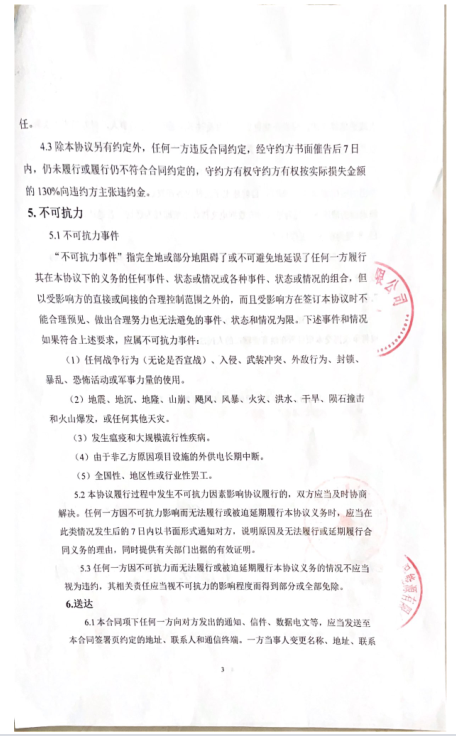 任。
4.3 除本协议另有约定外，任何一方违反合同约定，经守约方书面催告后 7 日
内，仍未履行或履行仍不符合合同约定的，守约方有权守约方有权按实际损失金额
的 130%向违约方主张违约金。
5. 不可抗力
5.1 不可抗力事件
“不可抗力事件”指完全地或部分地阻碍了或不可避免地延误了任何一方履行
其在本协议下的义务的任何事件、状态或情况或各种事件、状态或情况的组合，但
以受影响方的直接或间接的合理控制范围之外的，而且受影响方在签订本协议时不
能合理预见、做出合理努力也无法避免的事件、状态和情况为限。下述事件和情况
如果符合上述要求，应属不可抗力事件：
（1）任何战争行为（无论是否宣战）、入侵、武装冲突、外敌行为、封锁、
暴乱、恐怖活动或军事力量的使用。
（2）地震、地沉、地隆、山崩、飓风、风暴、火灾、洪水、干旱、陨石撞击
和火山爆发，或任何其他天灾。
（3）发生瘟疫和大规模流行性疾病。
（4）由于非乙方原因项目设施的外供电长期中断。
（5）全国性、地区性或行业性罢工。
5.2 本协议履行过程中发生不可抗力因素影响协议履行的，双方应当及时协商
解决。任何一方因不可抗力影响而无法履行或被迫延期履行本协议义务时，应当在
此类情况发生后的 7 日内以书面形式通知对方，说明原因及无法履行或延期履行合
同义务的理由，同时提供有关部门出据的有效证明。
5.3 任何一方因不可抗力而无法履行或被迫延期履行本协议义务的情况不应当
视为违约，其相关责任应当视不可抗力的影响程度而得到部分或全部免除。
6.送达
6.1 本合同项下任何一方向对方发出的通知、信件、数据电文等，应当发送至
本合同签署页约定的地址、联系人和通信终端。一方当事人变更名称、地址、联系
3
限公司